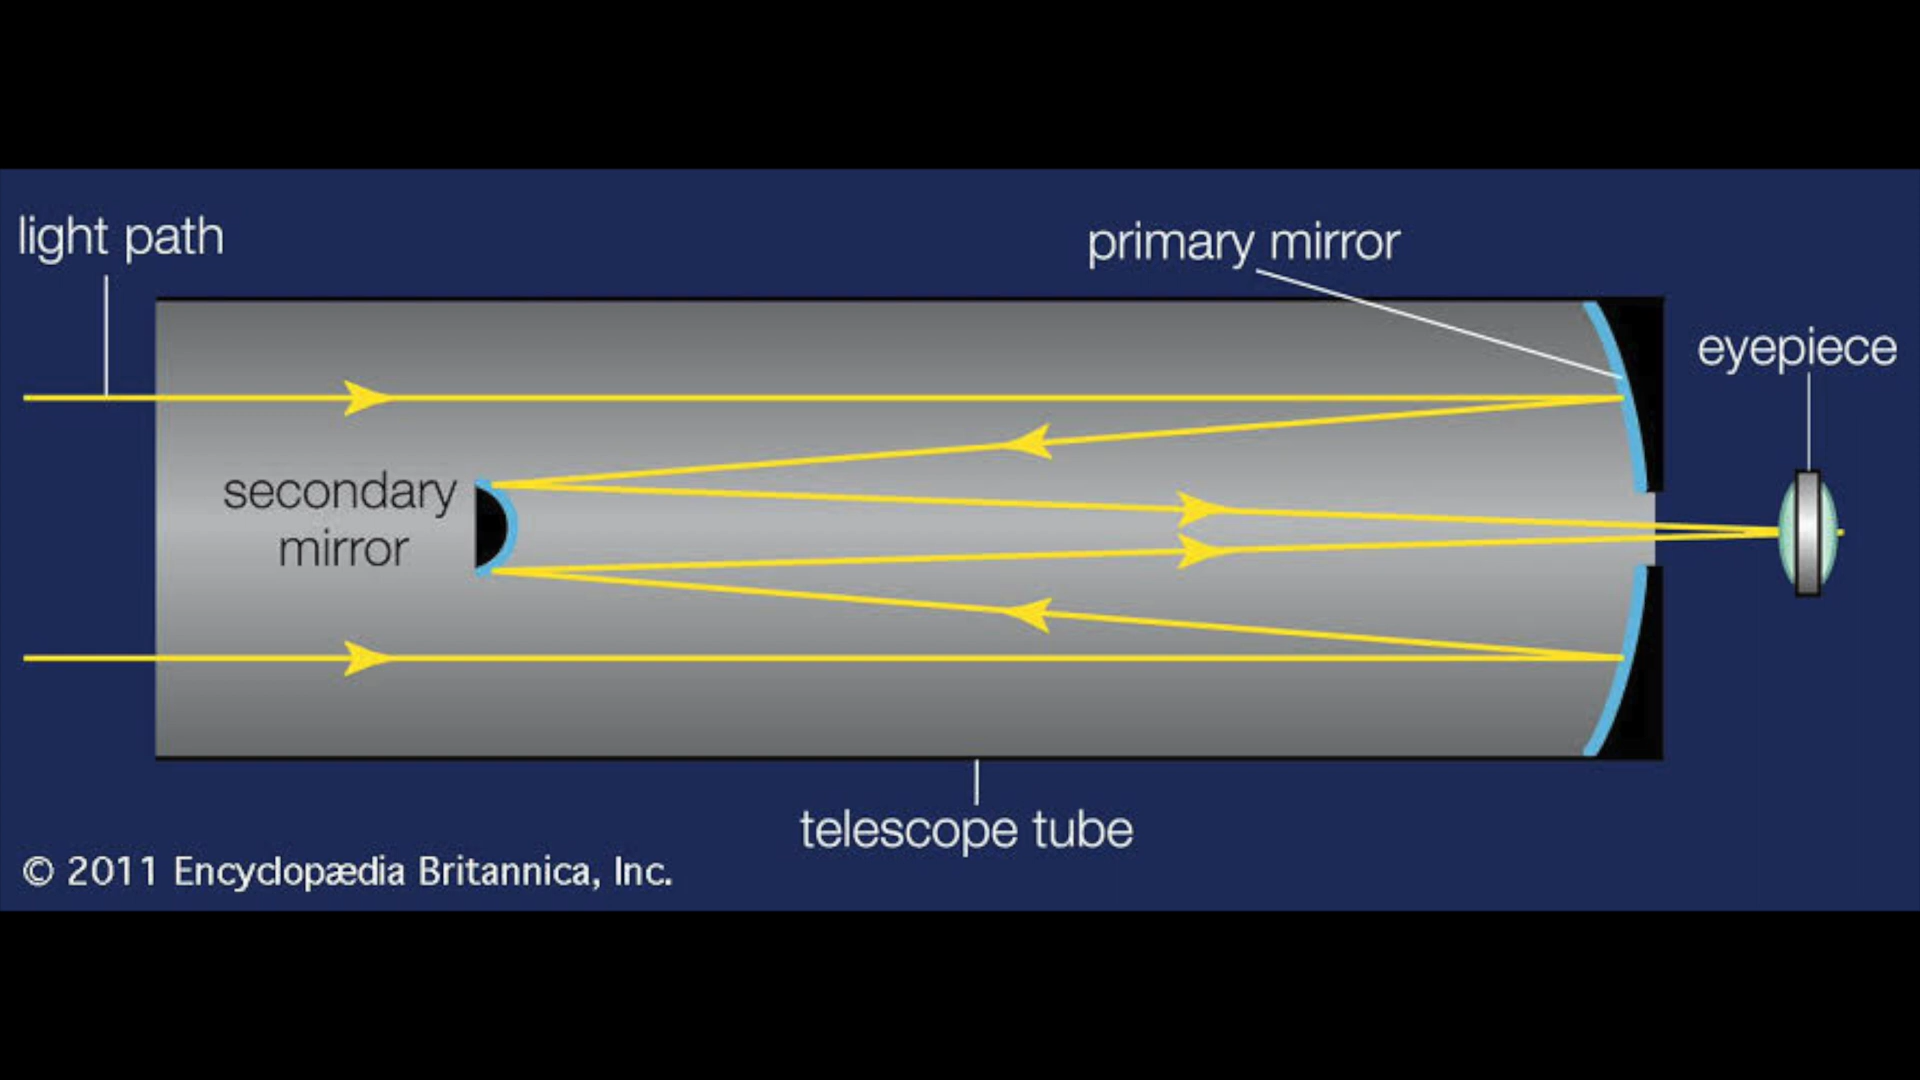 light path
primary mirror
eyepiece
secondary
mirror
telescope tube
© 2011 Encyclopædia Britannica, Inc.